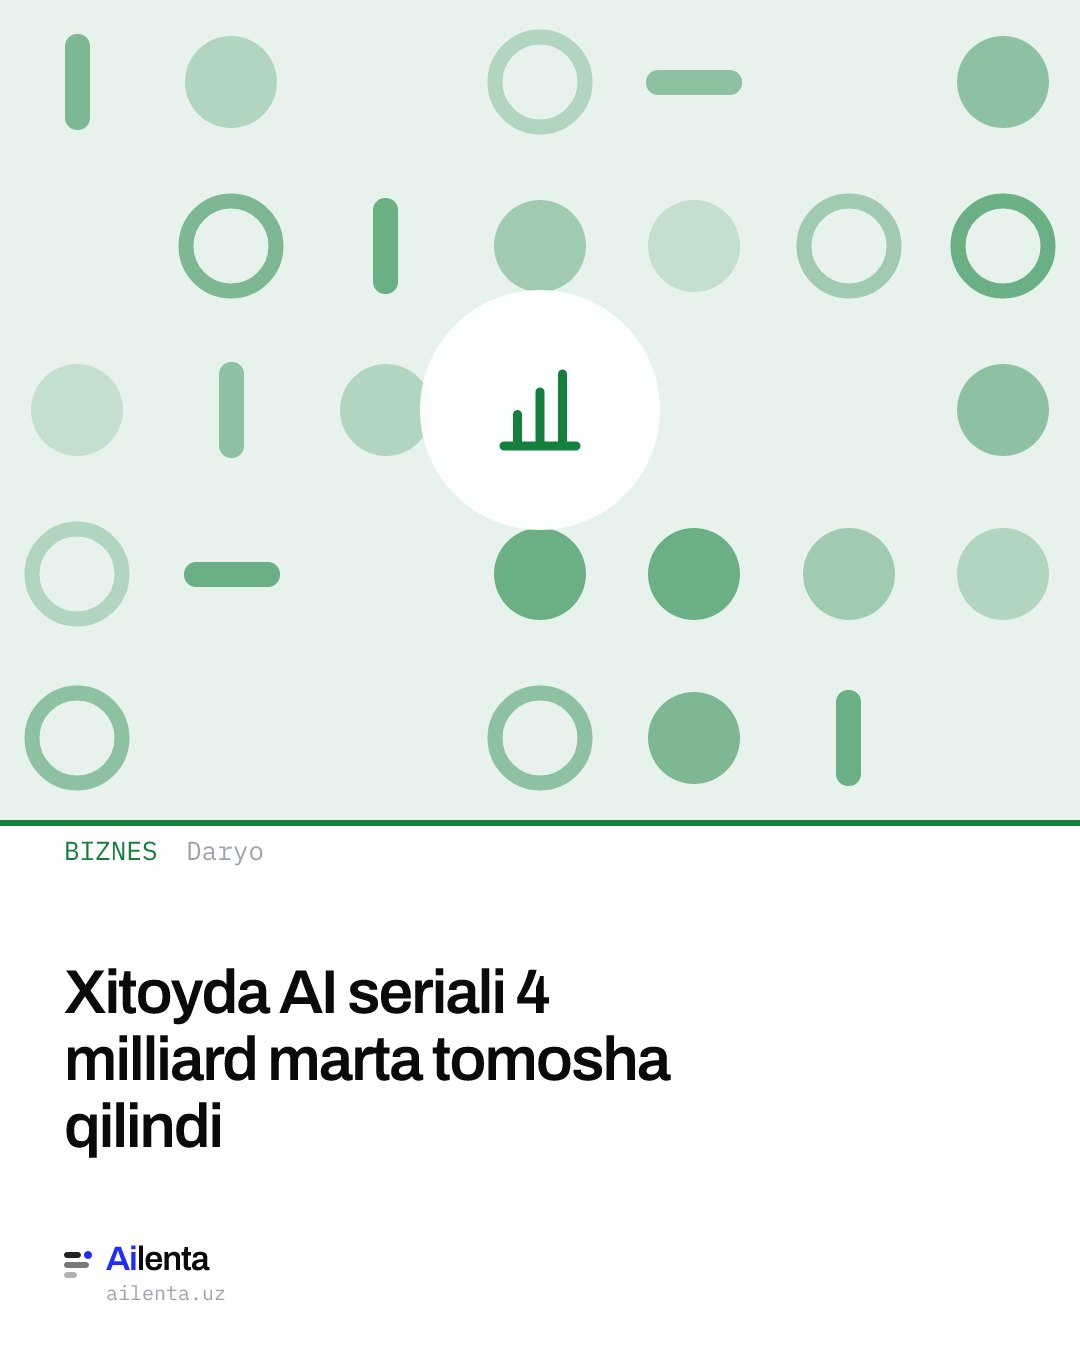 BIZNES Daryo
Xitoyda AI seriali 4
milliard marta tomosha
qilindi
Ailenta
ailenta.uz